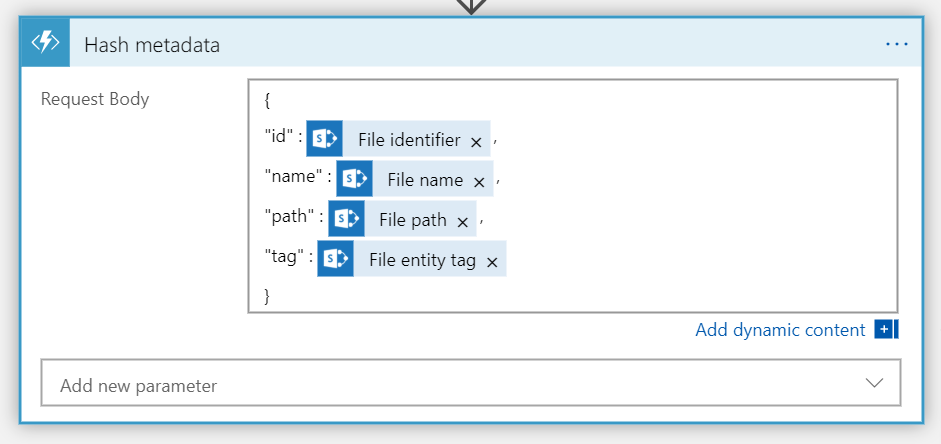 Hash metadata
...
Request Body
{
"id" : File identifier × ,
"name" : File name × ,
"path" : File path × ,
"tag" : File entity tag ×
}
Add dynamic content +
Add new parameter